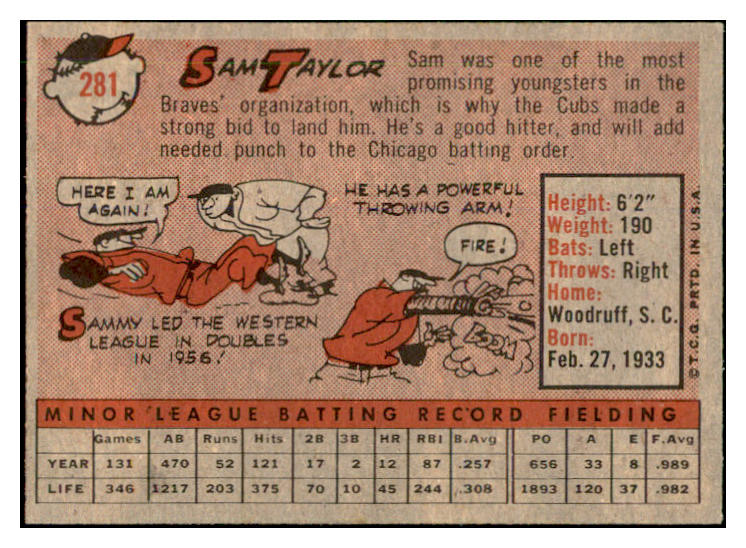 281
SAM TAYLOR
Sam was one of the most
promising youngsters in the
Braves' organization, which is why the Cubs made a
strong bid to land him. He's a good hitter, and will add
needed punch to the Chicago batting order.
HERE I AM
AGAIN!
HE HAS A POWERFUL
THROWING ARM!
FIRE!
BOOM
SAMMY LED THE WESTERN
LEAGUE IN DOUBLES
IN 1956!
Height: 6'2"
Weight: 190
Bats: Left
Throws: Right
Home:
Woodruff, S. C.
Born:
Feb. 27, 1933
© T.C.G. PRTD. IN U.S.A.
MINOR LEAGUE BATTING RECORD FIELDING
Games AB Runs Hits 2B 3B HR RBI B.Avg PO A E F.Avg
YEAR 131 470 52 121 17 2 12 87 .257 656 33 8 .989
LIFE 346 1217 203 375 70 10 45 244 .308 1893 120 37 .982